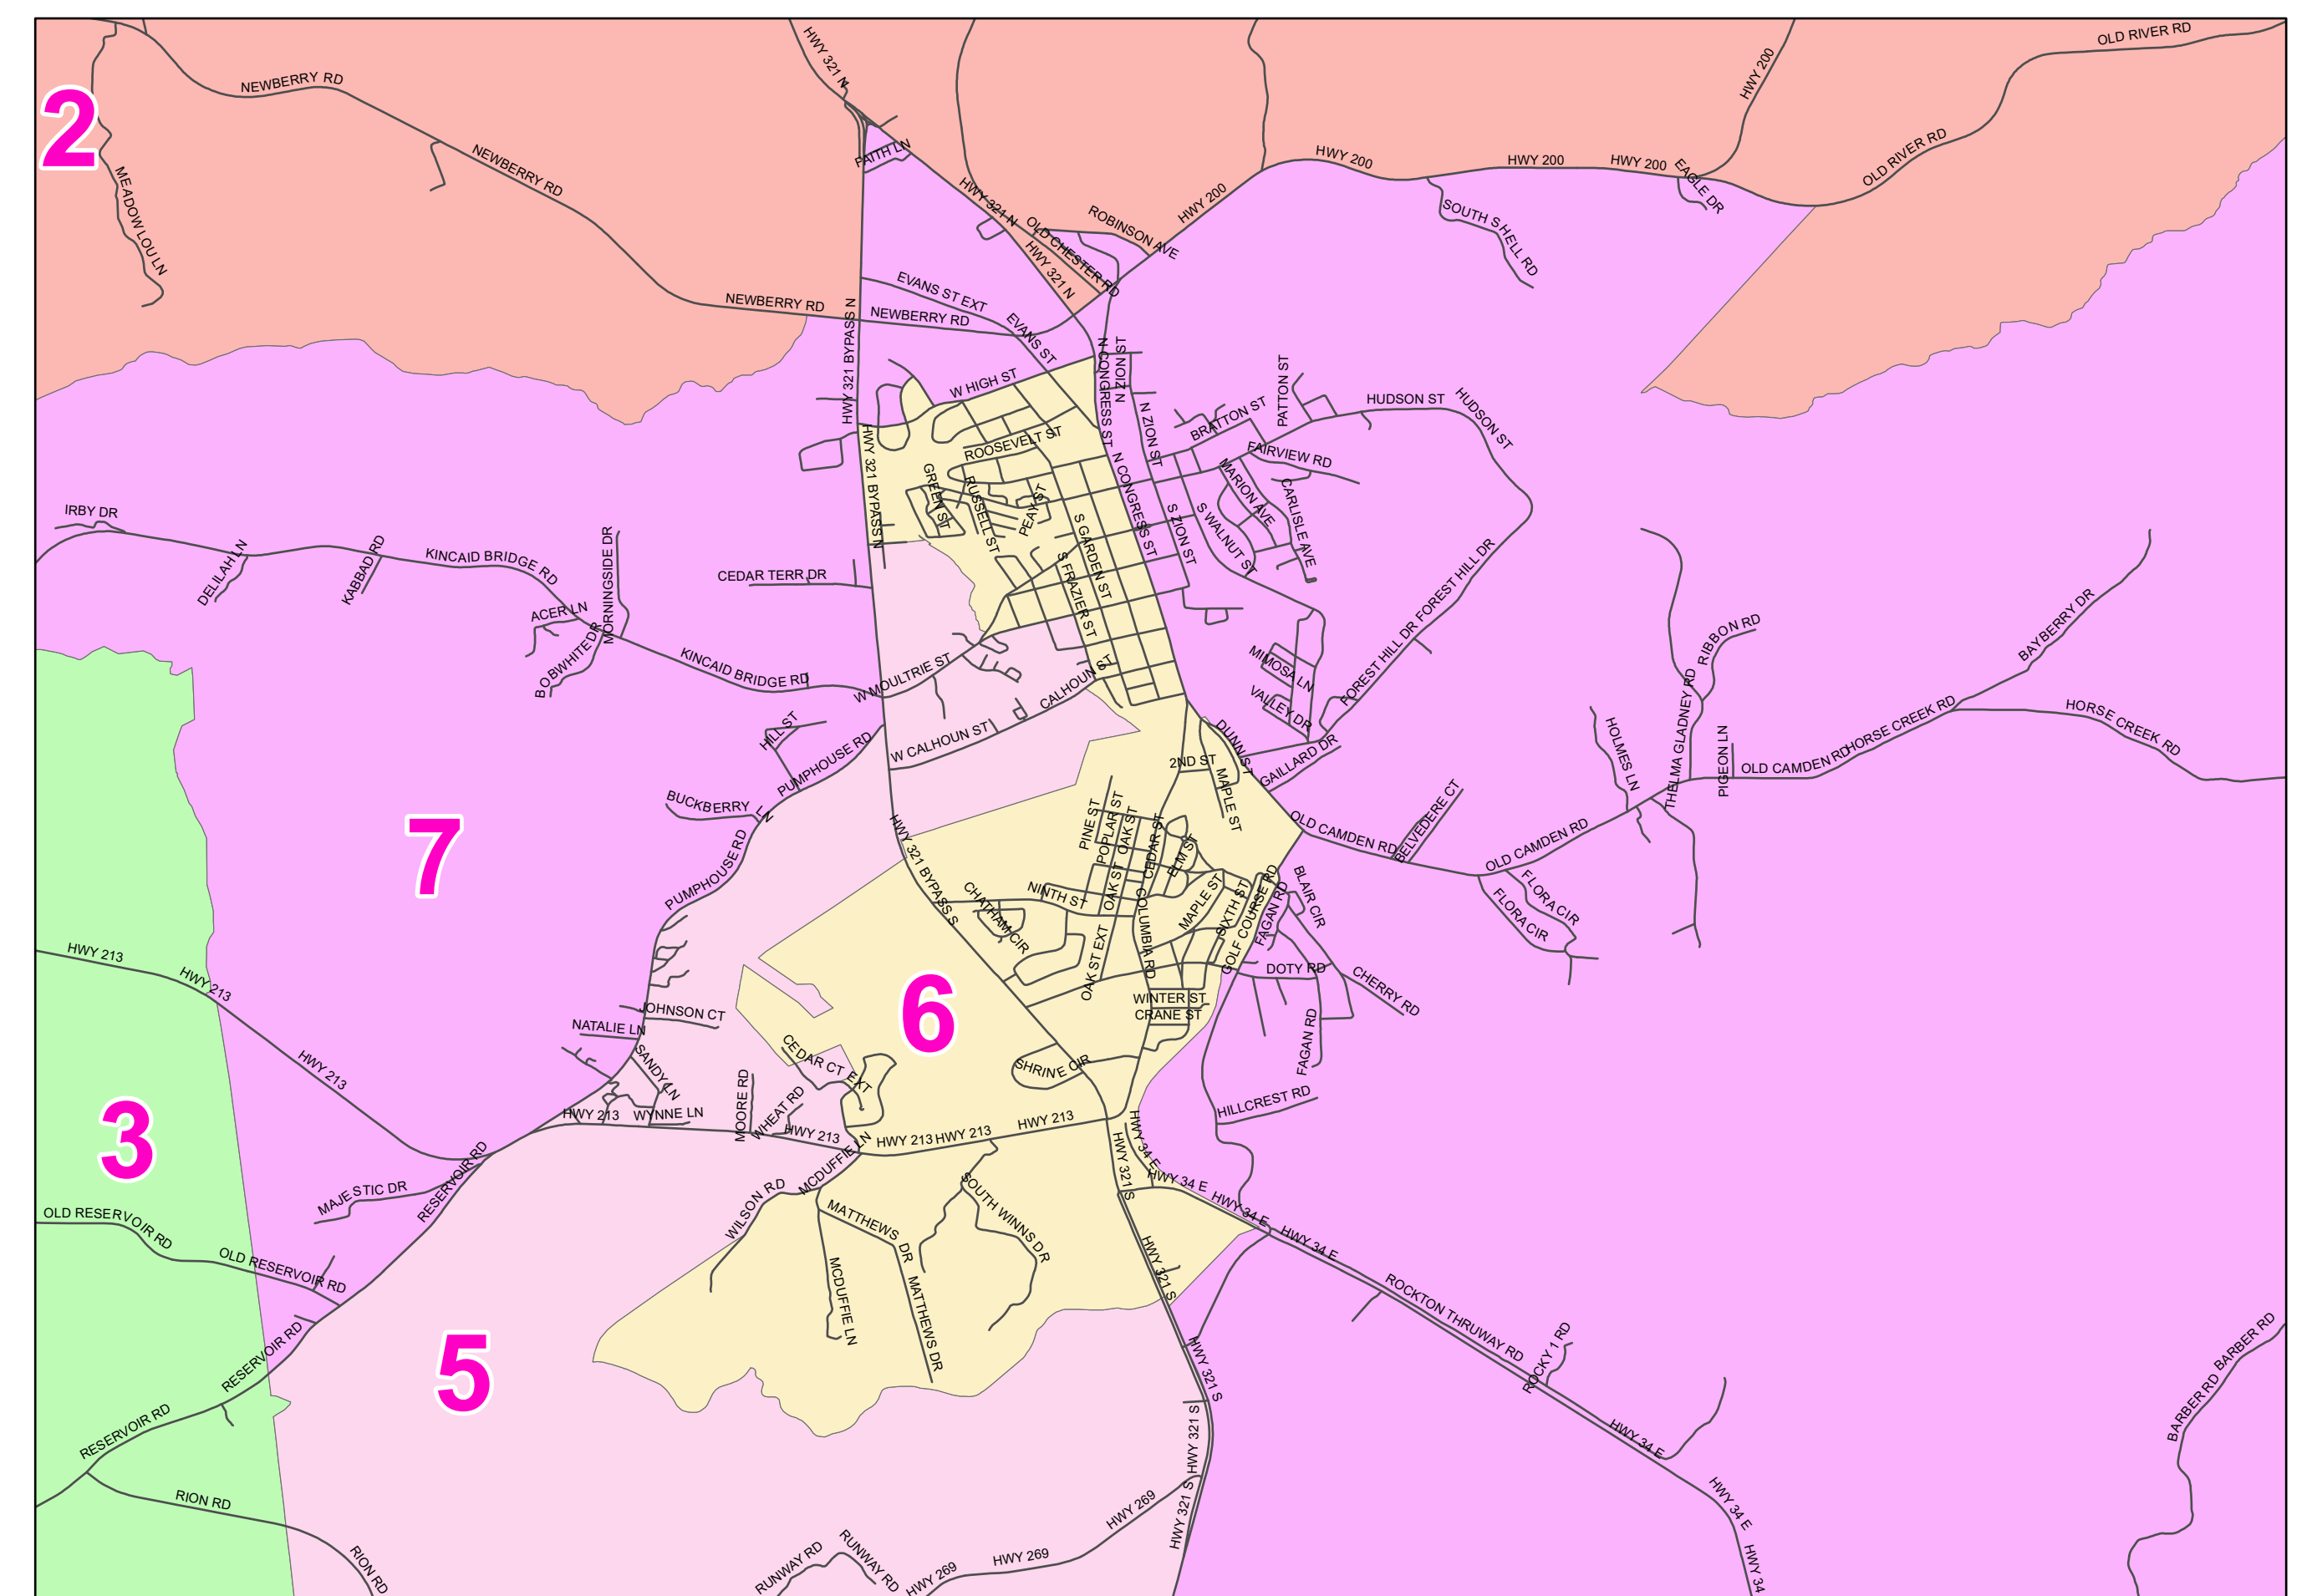 HWY 321 N
OLD RIVER RD
NEWBERRY RD
HWY 200
2
FAITH LN
NEWBERRY RD
HWY 200
HWY 200
HWY 200
EAGLE DR
OLD RIVER RD
MEADOW LOU LN
HWY 321 N
HWY 200
ROBINSON AVE
SOUTH SHELL RD
OLD CHESTER RD
HWY 321 N
EVANS ST EXT
NEWBERRY RD
NEWBERRY RD
EVANS ST
HWY 321 BYPASS N
N CONGRESS ST
N ZION ST
W HIGH ST
PATTON ST
HUDSON ST
HUDSON ST
BRATTON ST
N ZION ST
ROOSEVELT ST
FAIRVIEW RD
HWY 321 BYPASS N
GREEN ST
RUSSELL ST
PEAY ST
N CONGRESS ST
MARION AVE
CARLISLE AVE
IRBY DR
S GARDEN ST
S ZION ST
S WALNUT ST
DELILAH LN
KABBAD RD
KINCAID BRIDGE RD
MORNINGSIDE DR
CEDAR TERR DR
S FRAZIER ST
FOREST HILL DR
ACER LN
BOBWHITE DR
KINCAID BRIDGE RD
W MOULTRIE ST
CALHOUN ST
MIMOSA LN
FOREST HILL DR
VALLEY DR
RIBBON RD
BAYBERRY DR
THELMA GLADNEY RD
HILL ST
PUMPHOUSE RD
W CALHOUN ST
DUNN ST
GAILLARD DR
2ND ST
MAPLE ST
HOLMES LN
PIGEON LN
OLD CAMDEN RD
HORSE CREEK RD
HORSE CREEK RD
BUCKBERRY LN
HWY 321 BYPASS S
PINE ST
POPLAR ST
OAK ST
CEDAR ST
ELM ST
OLD CAMDEN RD
BELVEDERE CT
OLD CAMDEN RD
7
PUMPHOUSE RD
CHATHAM CIR
NINTH ST
OAK ST
COLUMBIA RD
MAPLE ST
SIXTH ST
GOLF COURSE RD
FAGAN RD
BLAIR CIR
FLORA CIR
FLORA CIR
HWY 213
HWY 213
OAK ST EXT
DOTY RD
CHERRY RD
6
WINTER ST
CRANE ST
JOHNSON CT
NATALIE LN
SANDY LN
CEDAR CT EXT
SHRINE CIR
FAGAN RD
HWY 213
3
HWY 213
WYNNE LN
MOORE RD
WHEAT RD
HWY 213
HWY 213
HWY 213
HWY 213
HILLCREST RD
HWY 34 E
MCDUFFIE LN
HWY 321 S
HWY 34 E
HWY 34 E
HWY 34 E
RESERVOIR RD
MAJESTIC DR
WILSON RD
MATTHEWS DR
SOUTH WINNS DR
OLD RESERVOIR RD
OLD RESERVOIR RD
MCDUFFIE LN
MATTHEWS DR
HWY 321 S
ROCKTON THRUWAY RD
RESERVOIR RD
5
HWY 321 S
ROCKY 1 RD
BARBER RD
BARBER RD
RESERVOIR RD
HWY 321 S
HWY 34 E
RION RD
HWY 321 S
HWY 269
HWY 34 E
RION RD
RUNWAY RD
RUNWAY RD
HWY 269
HWY 269
HWY 34